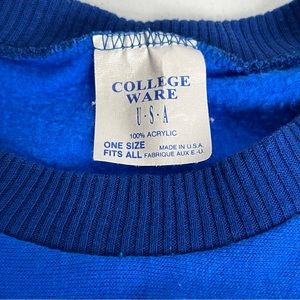 COLLEGE
WARE
U·S·A
100% ACRYLIC
ONE SIZE MADE IN U.S.A.
FITS ALL FABRIQUE AUX E.-U.